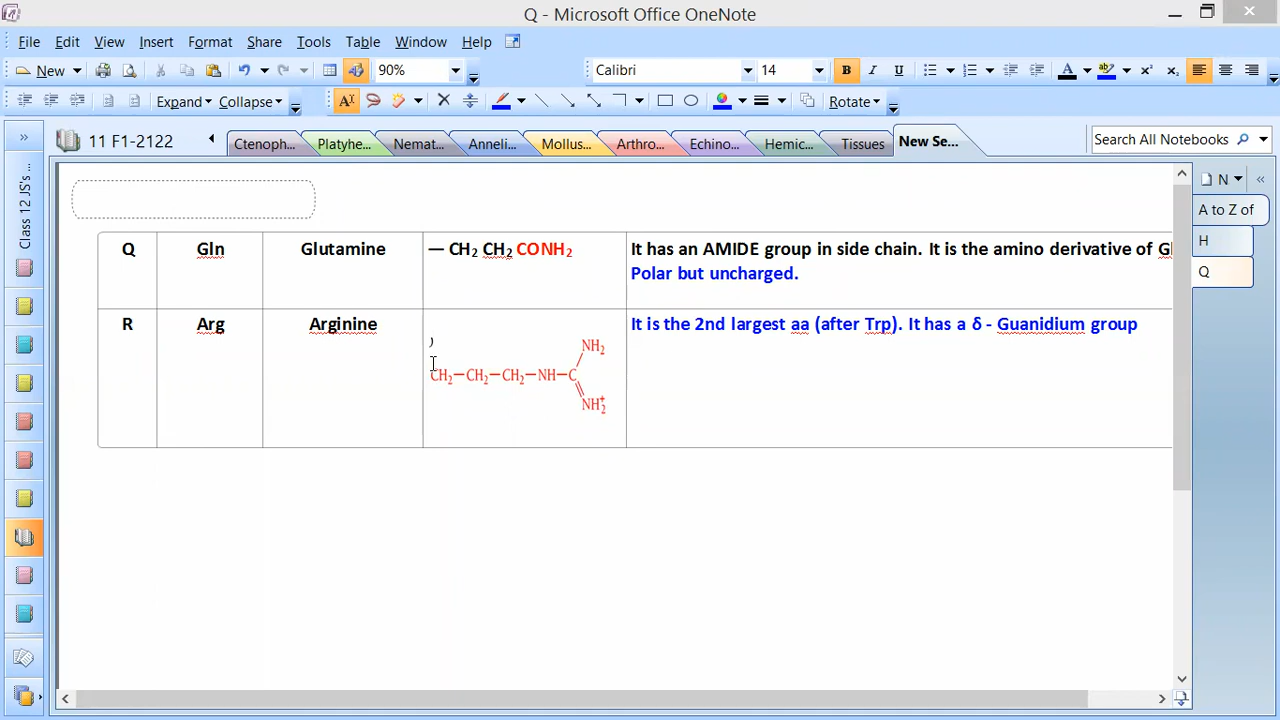 Q - Microsoft Office OneNote
File Edit View Insert Format Share Tools Table Window Help
New 90% Calibri 14 B I U
Expand Collapse Rotate
11 F1-2122 Ctenoph... Platyhe... Nemat... Anneli... Mollus... Arthro... Echino... Hemic... Tissues New Se... Search All Notebooks
Class 12 JS's ...
N
A to Z of
H
Q
Q Gln Glutamine — CH₂ CH₂ CONH₂ It has an AMIDE group in side chain. It is the amino derivative of
Polar but uncharged.
R Arg Arginine It is the 2nd largest aa (after Trp). It has a δ - Guanidium group
NH₂
CH₂—CH₂—CH₂—NH—C
NH₂⁺